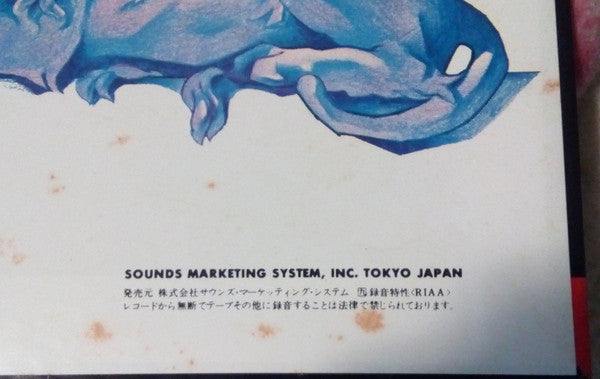 SOUNDS MARKETING SYSTEM, INC. TOKYO JAPAN
発売元 株式会社サウンズ・マーケッティング・システム 録音特性〈RIAA〉
レコードから無断でテープその他に録音することは法律で禁じられております。